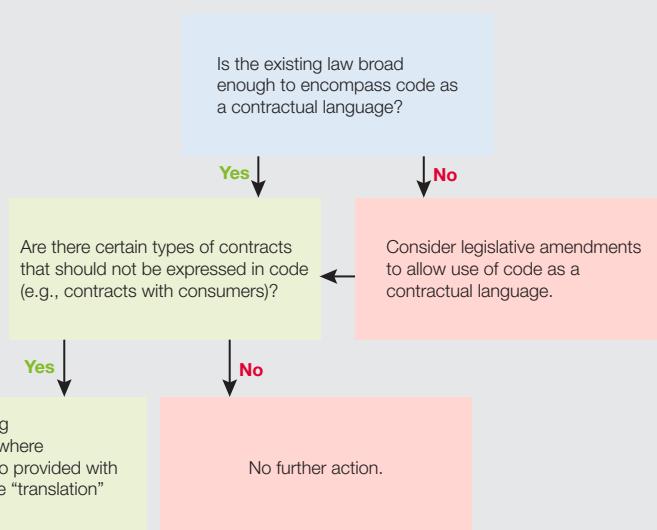 Is the existing law broad
enough to encompass code as
a contractual language?
Yes
No
Are there certain types of contracts
that should not be expressed in code
(e.g., contracts with consumers)?
Consider legislative amendments
to allow use of code as a
contractual language.
Yes
No
where
provided with
“translation”
No further action.